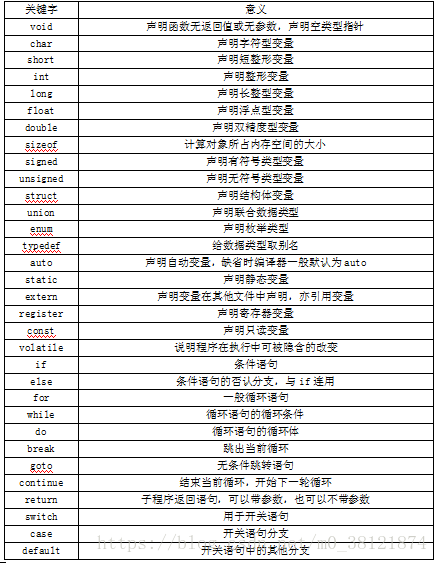 关键字 意义
void 声明函数无返回值或无参数，声明空类型指针
char 声明字符型变量
short 声明短整形变量
int 声明整形变量
long 声明长整型变量
float 声明浮点型变量
double 声明双精度型变量
sizeof 计算对象所占内存空间的大小
signed 声明有符号类型变量
unsigned 声明无符号类型变量
struct 声明结构体变量
union 声明联合数据类型
enum 声明枚举类型
typedef 给数据类型取别名
auto 声明自动变量，缺省时编译器一般默认为auto
static 声明静态变量
extern 声明变量在其他文件中声明，亦引用变量
register 声明寄存器变量
const 声明只读变量
volatile 说明程序在执行中可被隐含的改变
if 条件语句
else 条件语句的否认分支，与if连用
for 一般循环语句
while 循环语句的循环条件
do 循环语句的循环体
break 跳出当前循环
goto 无条件跳转语句
continue 结束当前循环，开始下一轮循环
return 子程序返回语句，可以带参数，也可以不带参数
switch 用于开关语句
case 开关语句分支
default 开关语句中的其他分支